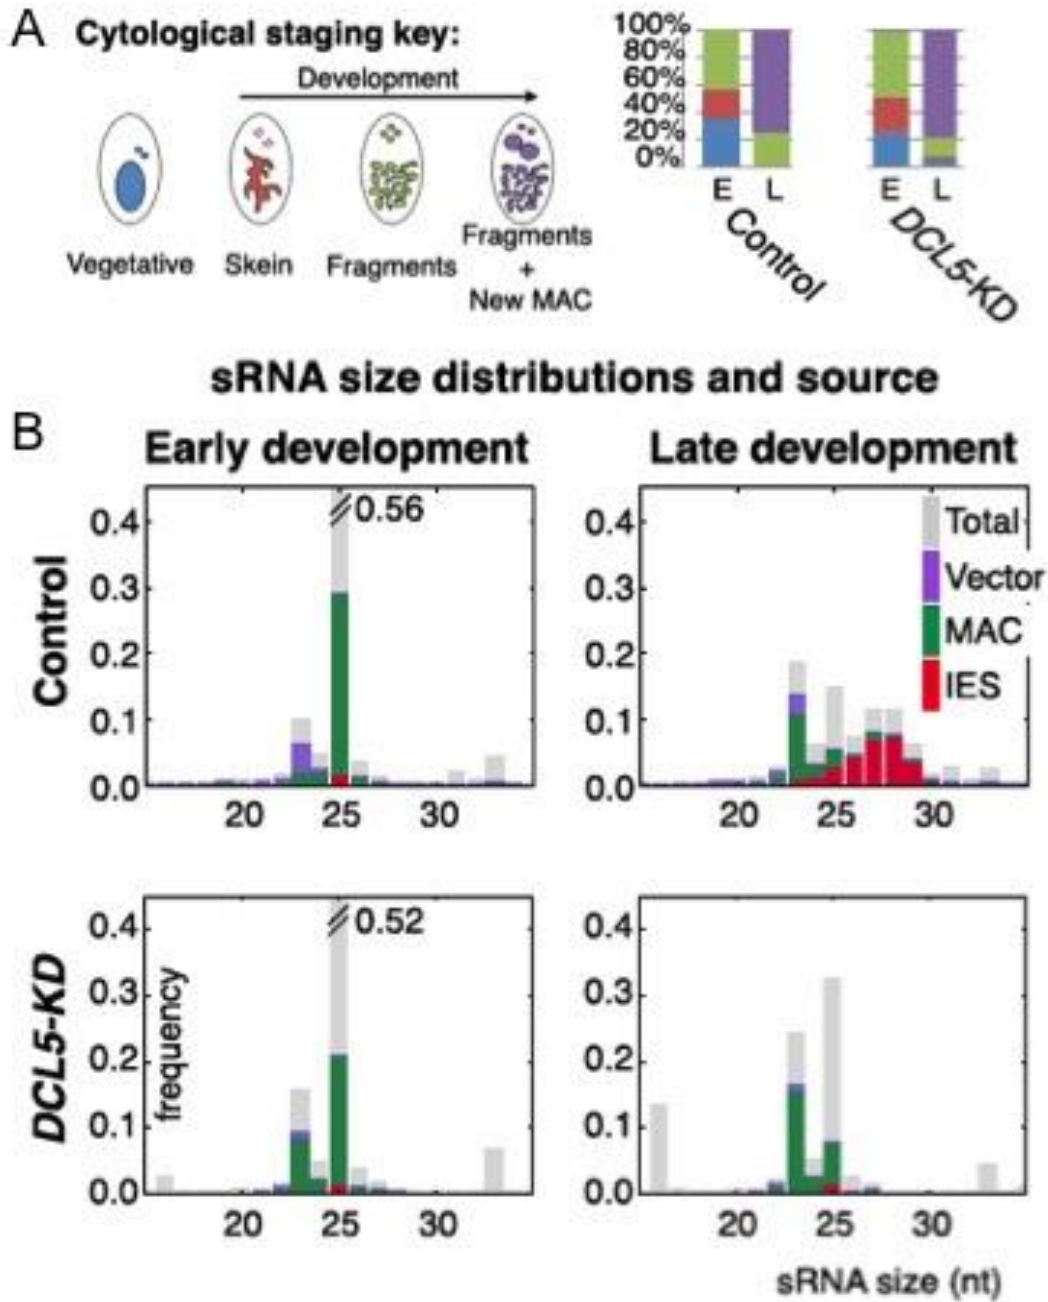 A
Cytological staging key:
Development
Vegetative
Skein
Fragments
Fragments
+
New MAC
100%
80%
60%
40%
20%
0%
E L
Control
E L
DCL5-KD
sRNA size distributions and source
B
Early development
Late development
Control
0.4
0.3
0.2
0.1
0.0
0.56
20 25 30
0.4
0.3
0.2
0.1
0.0
Total
Vector
MAC
IES
20 25 30
DCL5-KD
frequency
0.4
0.3
0.2
0.1
0.0
0.52
20 25 30
0.4
0.3
0.2
0.1
0.0
20 25 30
sRNA size (nt)